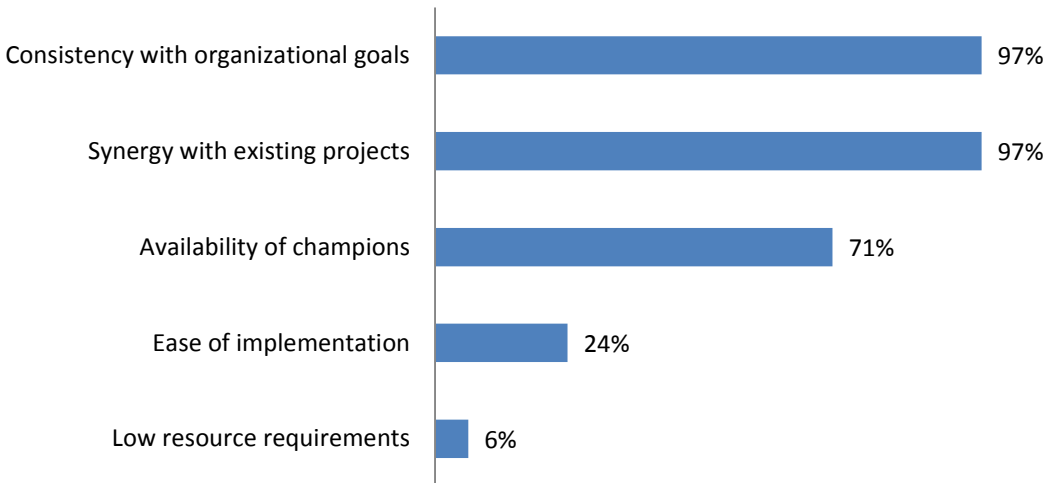 Consistency with organizational goals 97%
Synergy with existing projects 97%
Availability of champions 71%
Ease of implementation 24%
Low resource requirements 6%